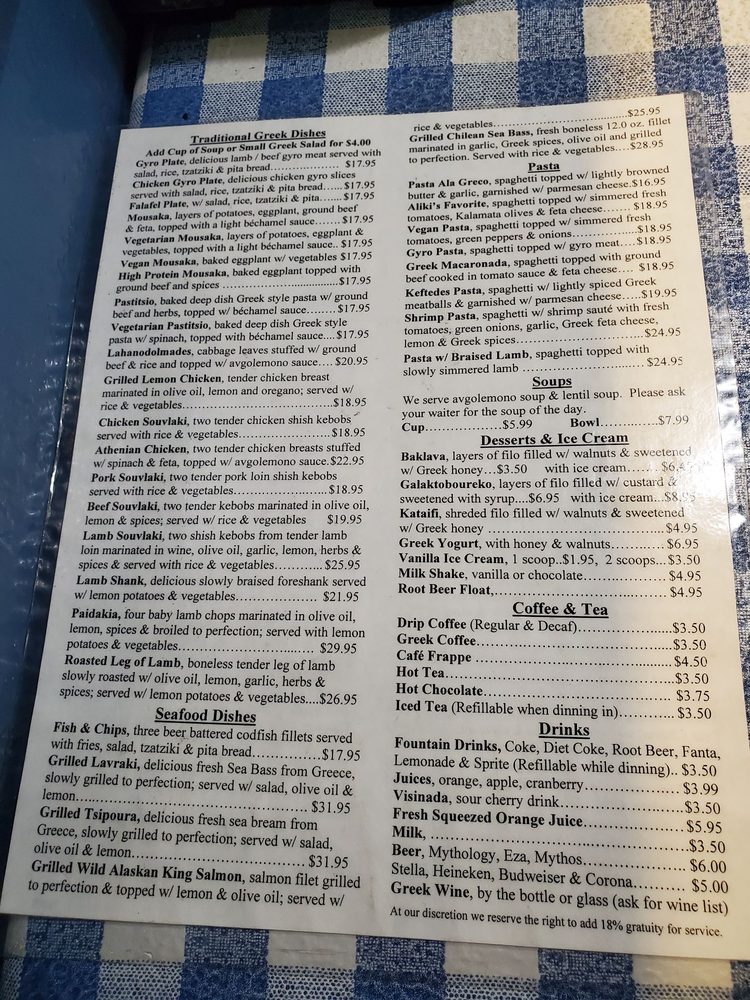 Traditional Greek Dishes
Add Cup of Soup or Small Greek Salad for $4.00
Gyro Plate, delicious lamb / beef gyro meat served with
salad, rice, tzatziki & pita bread.................... $17.95
Chicken Gyro Plate, delicious chicken gyro slices
served with salad, rice, tzatziki & pita bread...... $17.95
Falafel Plate, w/ salad, rice, tzatziki & pita....... $17.95
Mousaka, layers of potatoes, eggplant, ground beef
& feta, topped with a light béchamel sauce....... $17.95
Vegetarian Mousaka, layers of potatoes, eggplant &
vegetables, topped with a light béchamel sauce.. $17.95
Vegan Mousaka, baked eggplant w/ vegetables $17.95
High Protein Mousaka, baked eggplant topped with
ground beef and spices ..................................$17.95
Pastitsio, baked deep dish Greek style pasta w/ ground
beef and herbs, topped w/ béchamel sauce........ $17.95
Vegetarian Pastitsio, baked deep dish Greek style
pasta w/ spinach, topped with béchamel sauce....$17.95
Lahanodolmades, cabbage leaves stuffed w/ ground
beef & rice and topped w/ avgolemono sauce.... $20.95
Grilled Lemon Chicken, tender chicken breast
marinated in olive oil, lemon and oregano; served w/
rice & vegetables.......................................$18.95
Chicken Souvlaki, two tender chicken shish kebobs
served with rice & vegetables..........................$18.95
Athenian Chicken, two tender chicken breasts stuffed
w/ spinach & feta, topped w/ avgolemono sauce.$22.95
Pork Souvlaki, two tender pork loin shish kebobs
served with rice & vegetables..........................$18.95
Beef Souvlaki, two tender kebobs marinated in olive oil,
lemon & spices; served w/ rice & vegetables $19.95
Lamb Souvlaki, two shish kebobs from tender lamb
loin marinated in wine, olive oil, garlic, lemon, herbs &
spices & served with rice & vegetables............. $25.95
Lamb Shank, delicious slowly braised foreshank served
w/ lemon potatoes & vegetables...................... $21.95
Paidakia, four baby lamb chops marinated in olive oil,
lemon, spices & broiled to perfection; served with lemon
potatoes & vegetables................................... $29.95
Roasted Leg of Lamb, boneless tender leg of lamb
slowly roasted w/ olive oil, lemon, garlic, herbs &
spices; served w/ lemon potatoes & vegetables....$26.95
Seafood Dishes
Fish & Chips, three beer battered codfish fillets served
with fries, salad, tzatziki & pita bread...............$17.95
Grilled Lavraki, delicious fresh Sea Bass from Greece,
slowly grilled to perfection; served w/ salad, olive oil &
lemon...................................................... $31.95
Grilled Tsipoura, delicious fresh sea bream from
Greece, slowly grilled to perfection; served w/ salad,
olive oil & lemon........................................ $31.95
Grilled Wild Alaskan King Salmon, salmon filet grilled
to perfection & topped w/ lemon & olive oil; served w/
rice & vegetables..............................$25.95
Grilled Chilean Sea Bass, fresh boneless 12.0 oz. fillet
marinated in garlic, Greek spices, olive oil and grilled
to perfection. Served with rice & vegetables....$28.95
Pasta
Pasta Ala Greco, spaghetti topped w/ lightly browned
butter & garlic, garnished w/ parmesan cheese.$16.95
Aliki's Favorite, spaghetti topped w/ simmered fresh
tomatoes, Kalamata olives & feta cheese....... $18.95
Vegan Pasta, spaghetti topped w/ simmered fresh
tomatoes, green peppers & onions................$18.95
Gyro Pasta, spaghetti topped w/ gyro meat....$18.95
Greek Macaronada, spaghetti topped with ground
beef cooked in tomato sauce & feta cheese.... $18.95
Keftedes Pasta, spaghetti w/ lightly spiced Greek
meatballs & garnished w/ parmesan cheese.....$19.95
Shrimp Pasta, spaghetti w/ shrimp sauté with fresh
tomatoes, green onions, garlic, Greek feta cheese,
lemon & Greek spices................................$24.95
Pasta w/ Braised Lamb, spaghetti topped with
slowly simmered lamb ................................ $24.95
Soups
We serve avgolemono soup & lentil soup. Please ask
your waiter for the soup of the day.
Cup..................$5.99 Bowl.............$7.99
Desserts & Ice Cream
Baklava, layers of filo filled w/ walnuts & sweetened
w/ Greek honey...$3.50 with ice cream......
Galaktoboureko, layers of filo filled w/ custard &
sweetened with syrup....$6.95 with ice cream...$8.95
Kataifi, shreded filo filled w/ walnuts & sweetened
w/ Greek honey ......................................$4.95
Greek Yogurt, with honey & walnuts..............$6.95
Vanilla Ice Cream, 1 scoop..$1.95, 2 scoops...$3.50
Milk Shake, vanilla or chocolate....................$4.95
Root Beer Float,...................................... $4.95
Coffee & Tea
Drip Coffee (Regular & Decaf)......................$3.50
Greek Coffee............................................$3.50
Café Frappe ............................................$4.50
Hot Tea...................................................$3.50
Hot Chocolate.......................................... $3.75
Iced Tea (Refillable when dinning in)............. $3.50
Drinks
Fountain Drinks, Coke, Diet Coke, Root Beer, Fanta,
Lemonade & Sprite (Refillable while dinning).. $3.50
Juices, orange, apple, cranberry.....................$3.99
Visinada, sour cherry drink..........................$3.50
Fresh Squeezed Orange Juice..................... $5.95
Milk, .....................................................$3.50
Beer, Mythology, Eza, Mythos..................... $6.00
Stella, Heineken, Budweiser & Corona.......... $5.00
Greek Wine, by the bottle or glass (ask for wine list)
At our discretion we reserve the right to add 18% gratuity for service.